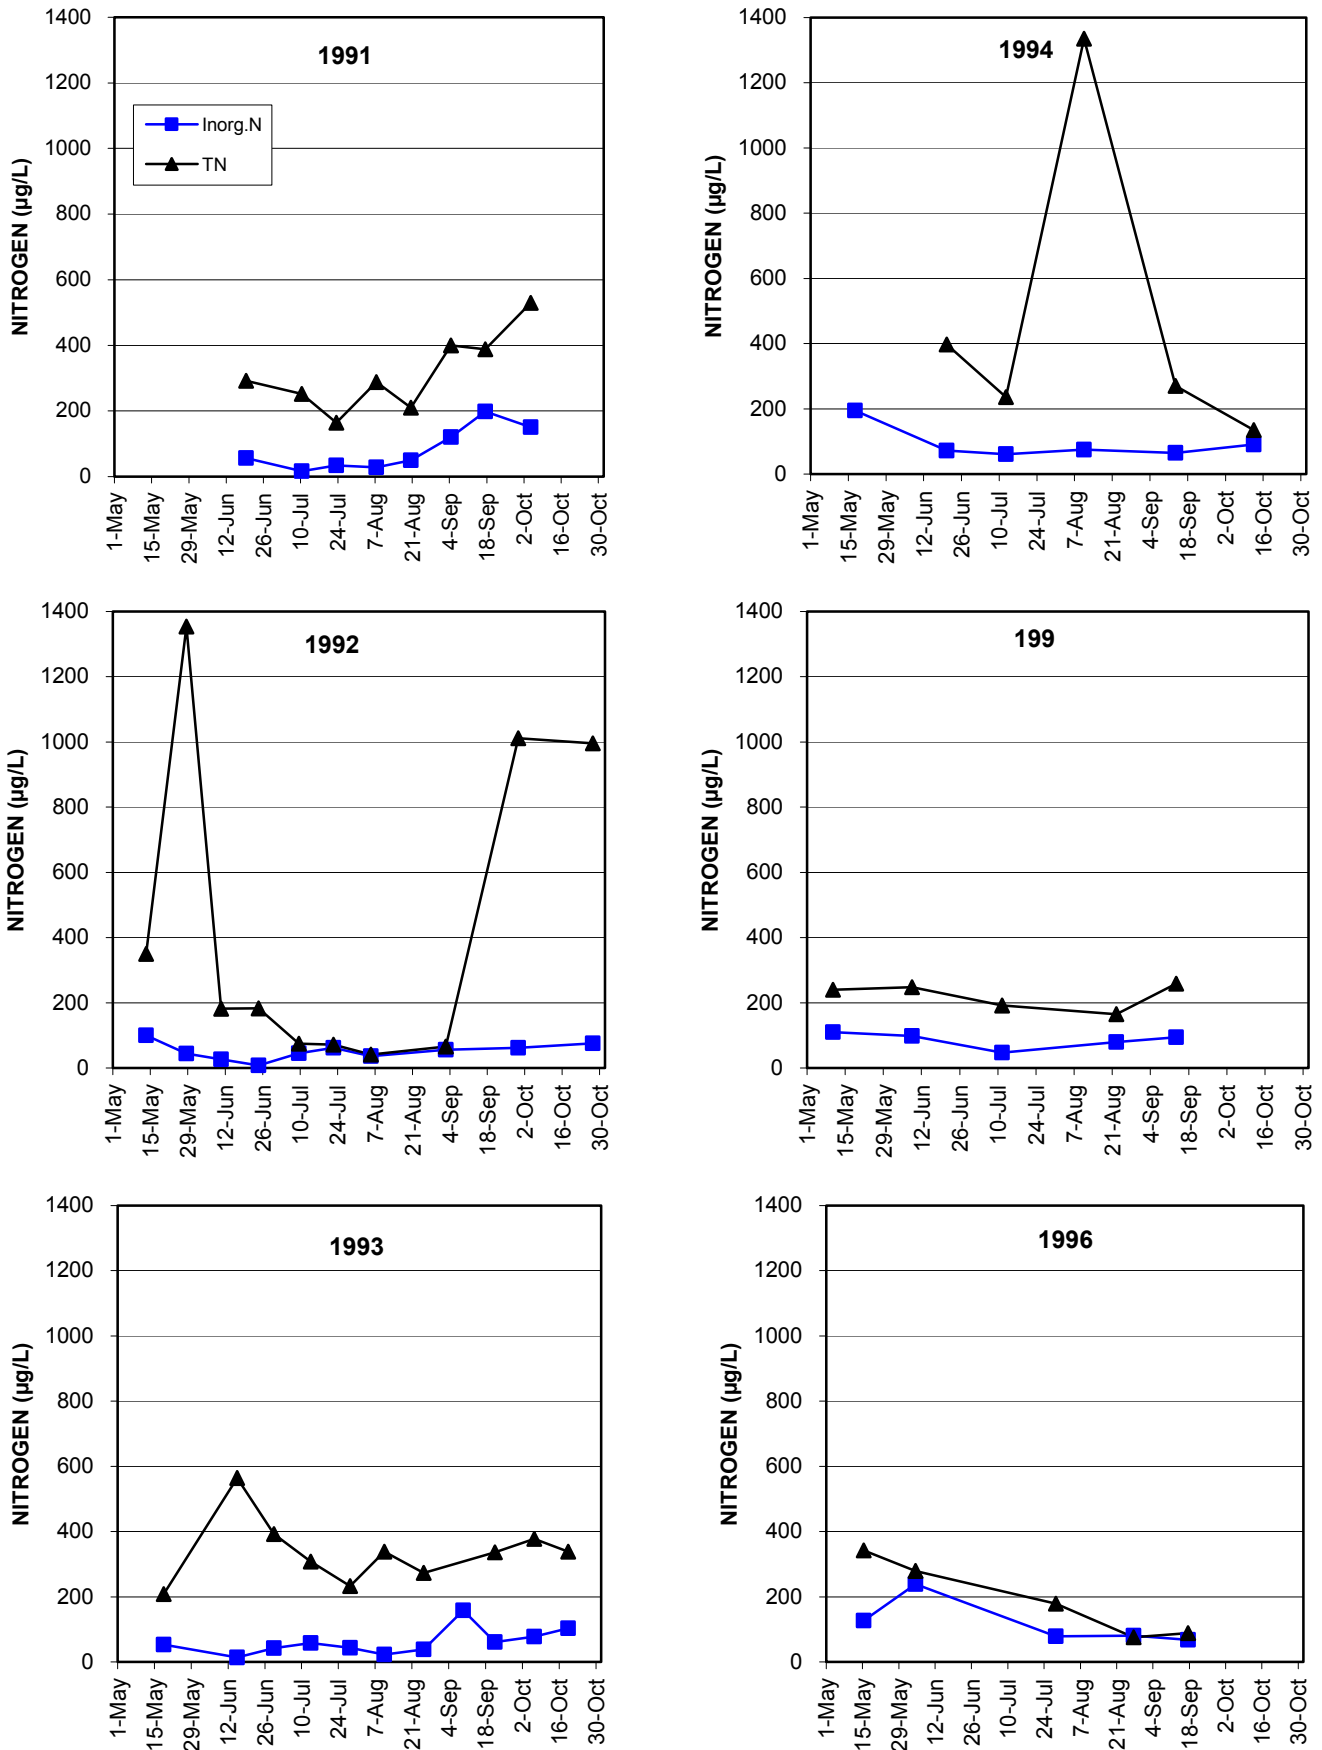 1991
NITROGEN (µg/L)
1400
1200
1000
800
600
400
200
0
Inorg.N
TN
1-May
15-May
29-May
12-Jun
26-Jun
10-Jul
24-Jul
7-Aug
21-Aug
4-Sep
18-Sep
2-Oct
16-Oct
30-Oct
1994
NITROGEN (µg/L)
1400
1200
1000
800
600
400
200
0
1-May
15-May
29-May
12-Jun
26-Jun
10-Jul
24-Jul
7-Aug
21-Aug
4-Sep
18-Sep
2-Oct
16-Oct
30-Oct
1992
NITROGEN (µg/L)
1400
1200
1000
800
600
400
200
0
1-May
15-May
29-May
12-Jun
26-Jun
10-Jul
24-Jul
7-Aug
21-Aug
4-Sep
18-Sep
2-Oct
16-Oct
30-Oct
199
NITROGEN (µg/L)
1400
1200
1000
800
600
400
200
0
1-May
15-May
29-May
12-Jun
26-Jun
10-Jul
24-Jul
7-Aug
21-Aug
4-Sep
18-Sep
2-Oct
16-Oct
30-Oct
1993
NITROGEN (µg/L)
1400
1200
1000
800
600
400
200
0
1-May
15-May
29-May
12-Jun
26-Jun
10-Jul
24-Jul
7-Aug
21-Aug
4-Sep
18-Sep
2-Oct
16-Oct
30-Oct
1996
NITROGEN (µg/L)
1400
1200
1000
800
600
400
200
0
1-May
15-May
29-May
12-Jun
26-Jun
10-Jul
24-Jul
7-Aug
21-Aug
4-Sep
18-Sep
2-Oct
16-Oct
30-Oct